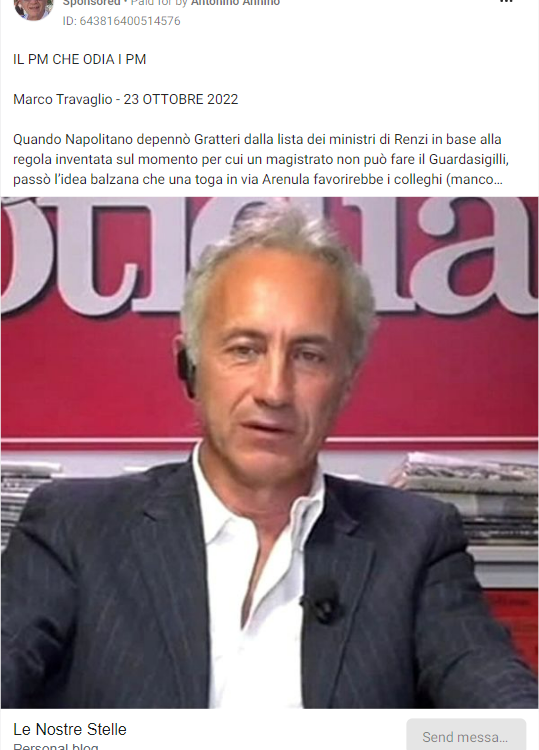 Sponsored • Paid for by Antonino Annino
ID: 643816400514576
IL PM CHE ODIA I PM
Marco Travaglio - 23 OTTOBRE 2022
Quando Napolitano depennò Gratteri dalla lista dei ministri di Renzi in base alla
regola inventata sul momento per cui un magistrato non può fare il Guardasigilli,
passò l'idea balzana che una toga in via Arenula favorirebbe i colleghi (manco...
otidia
Le Nostre Stelle
Send messa...
Personal blog